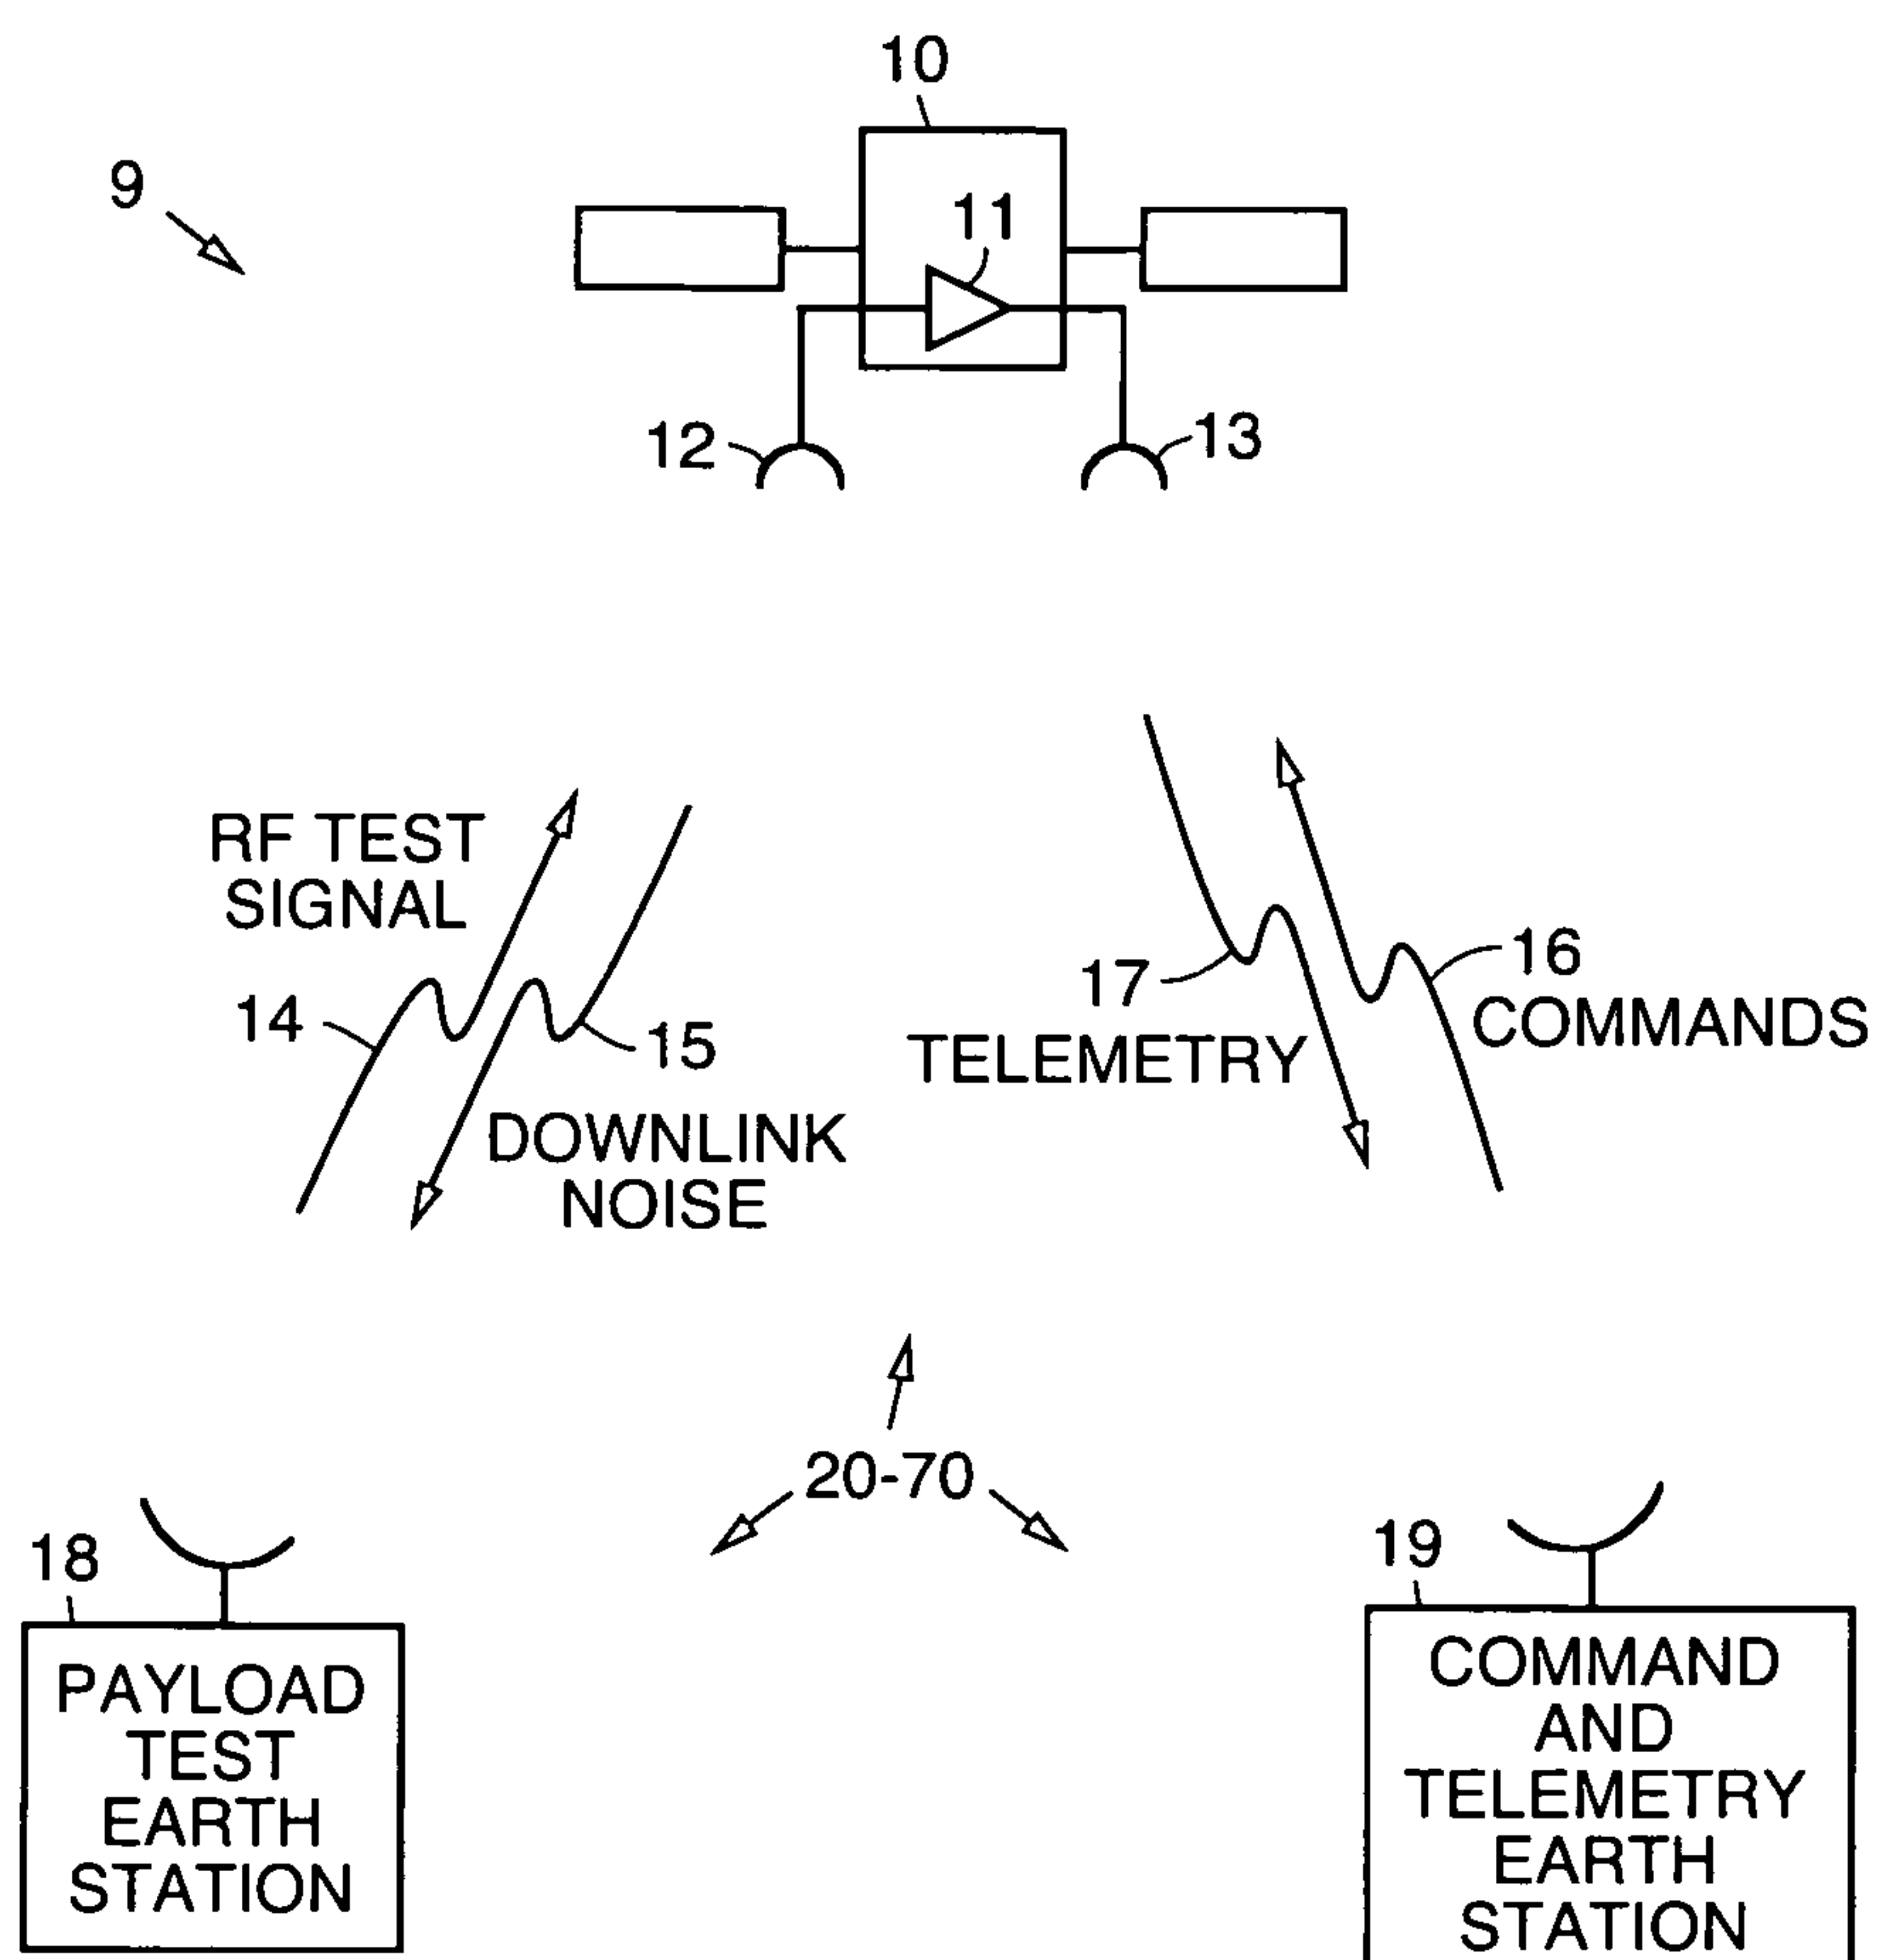 10
9
11
12
13
RF TEST
SIGNAL
14
15
DOWNLINK
NOISE
17
TELEMETRY
16
COMMANDS
20-70
18
PAYLOAD
TEST
EARTH
STATION
19
COMMAND
AND
TELEMETRY
EARTH
STATION